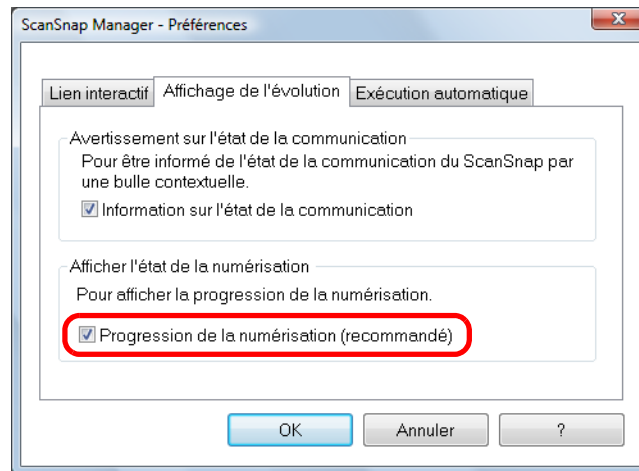 ScanSnap Manager - Préférences
Lien interactif Affichage de l'évolution Exécution automatique
Avertissement sur l'état de la communication
Pour être informé de l'état de la communication du ScanSnap par
une bulle contextuelle.
Information sur l'état de la communication
Afficher l'état de la numérisation
Pour afficher la progression de la numérisation.
Progression de la numérisation (recommandé)
OK Annuler ?